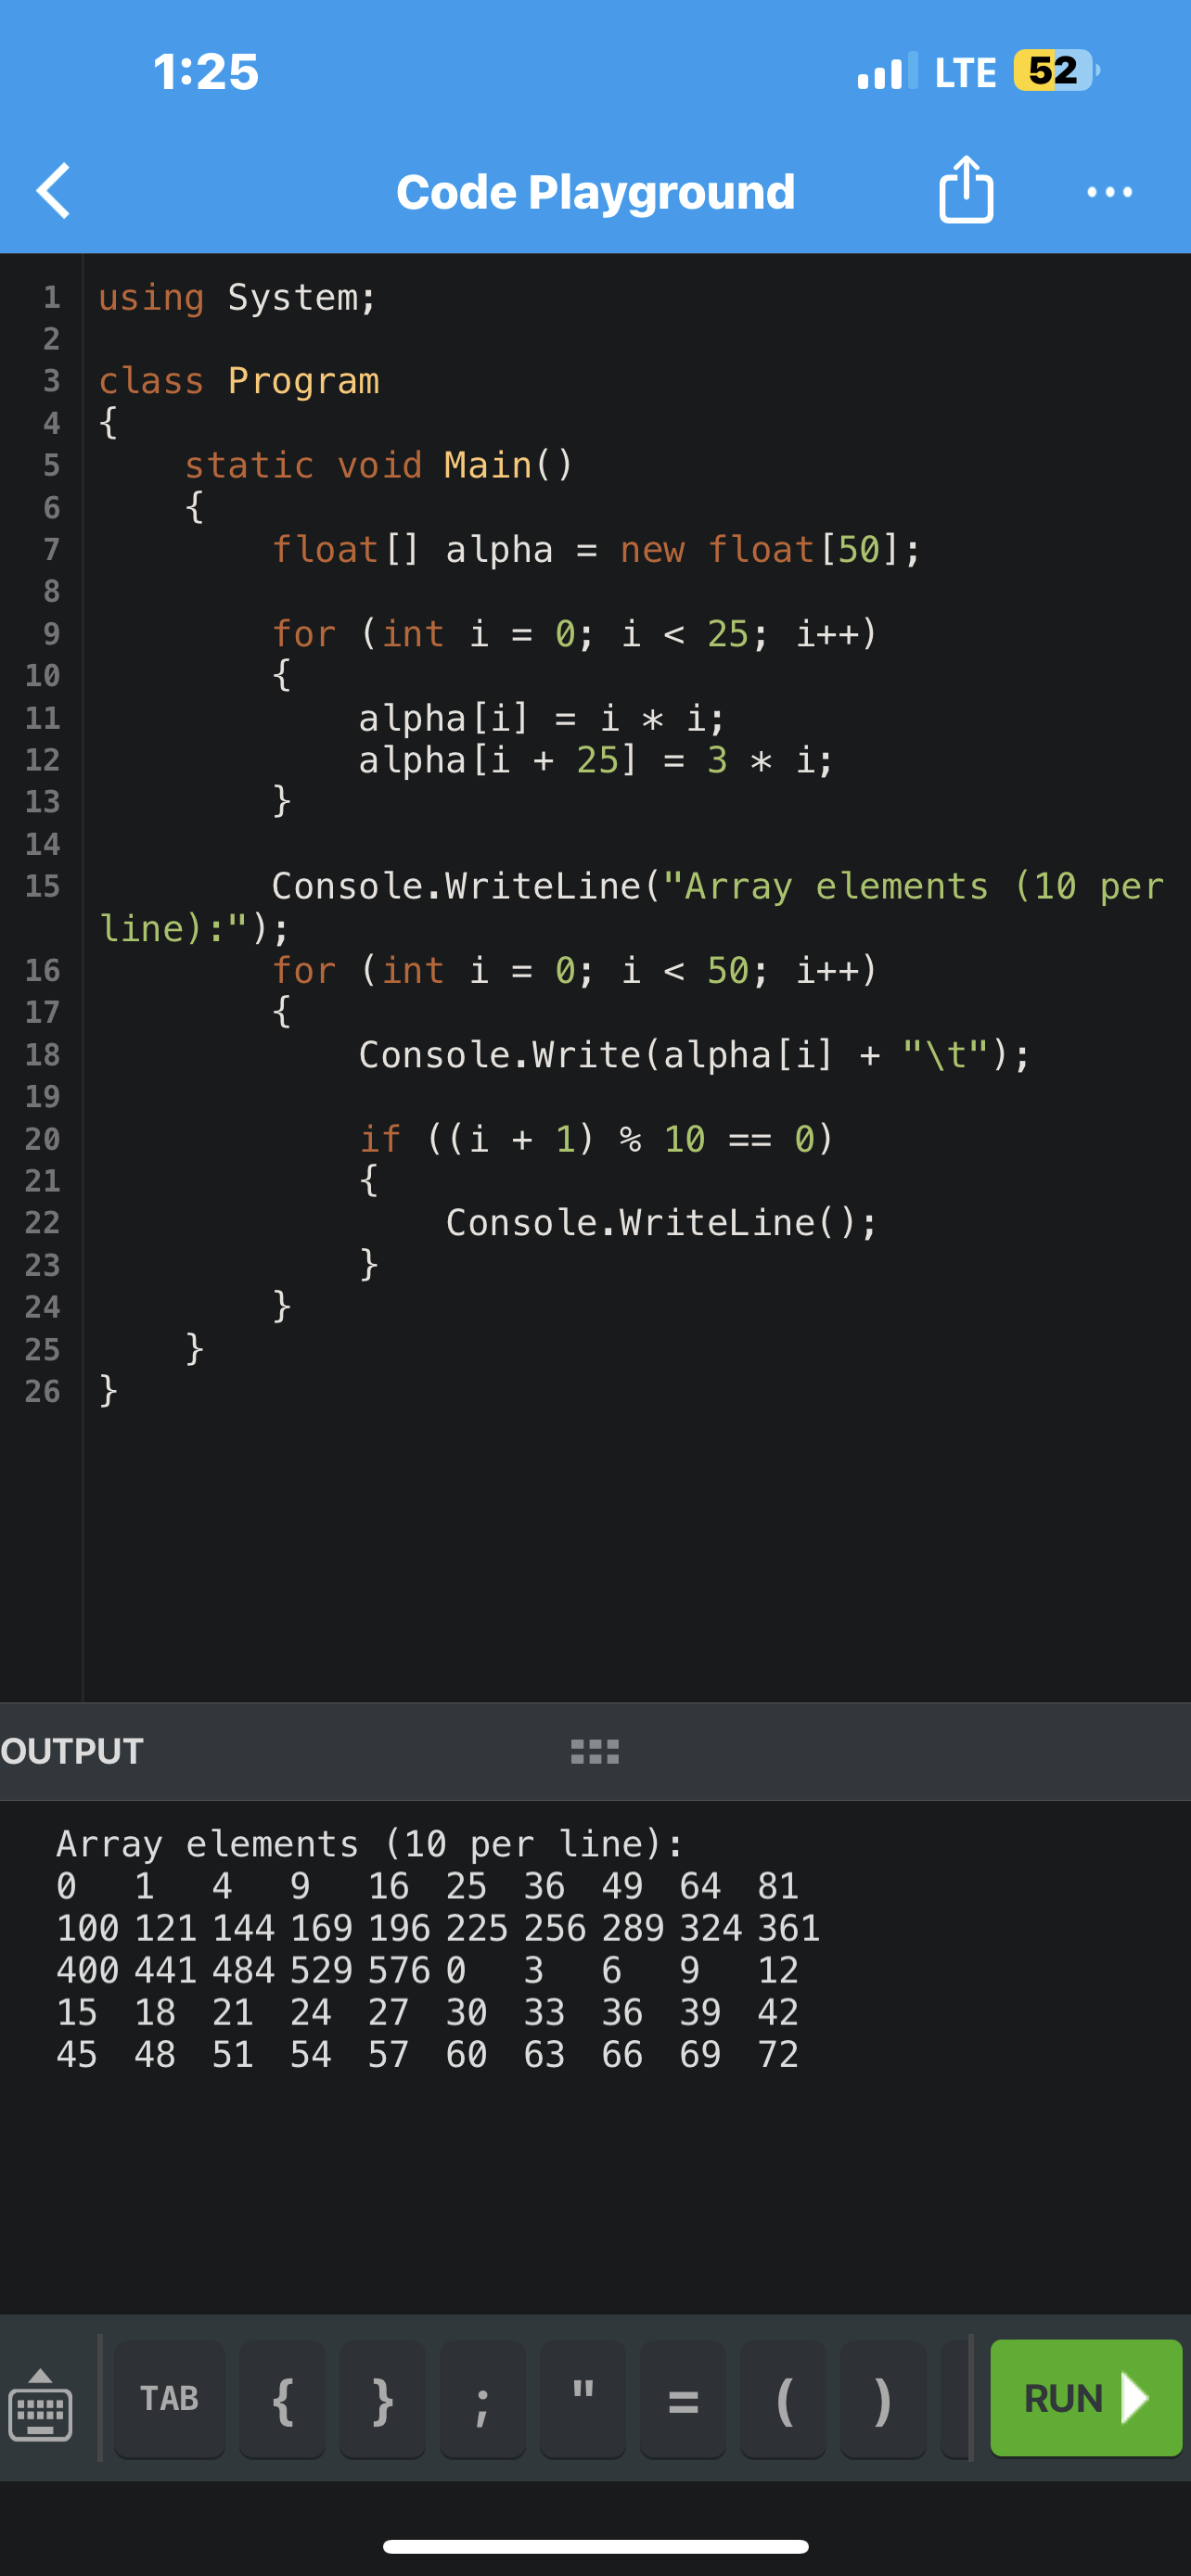 1:25 LTE 52
Code Playground
1 using System;
2
3 class Program
4 {
5     static void Main()
6     {
7         float[] alpha = new float[50];
8
9         for (int i = 0; i < 25; i++)
10         {
11             alpha[i] = i * i;
12             alpha[i + 25] = 3 * i;
13         }
14
15         Console.WriteLine("Array elements (10 per
line):");
16         for (int i = 0; i < 50; i++)
17         {
18             Console.Write(alpha[i] + "\t");
19
20             if ((i + 1) % 10 == 0)
21             {
22                 Console.WriteLine();
23             }
24         }
25     }
26 }
OUTPUT
Array elements (10 per line):
0 1 4 9 16 25 36 49 64 81
100 121 144 169 196 225 256 289 324 361
400 441 484 529 576 0 3 6 9 12
15 18 21 24 27 30 33 36 39 42
45 48 51 54 57 60 63 66 69 72
TAB { } ; " = ( ) RUN